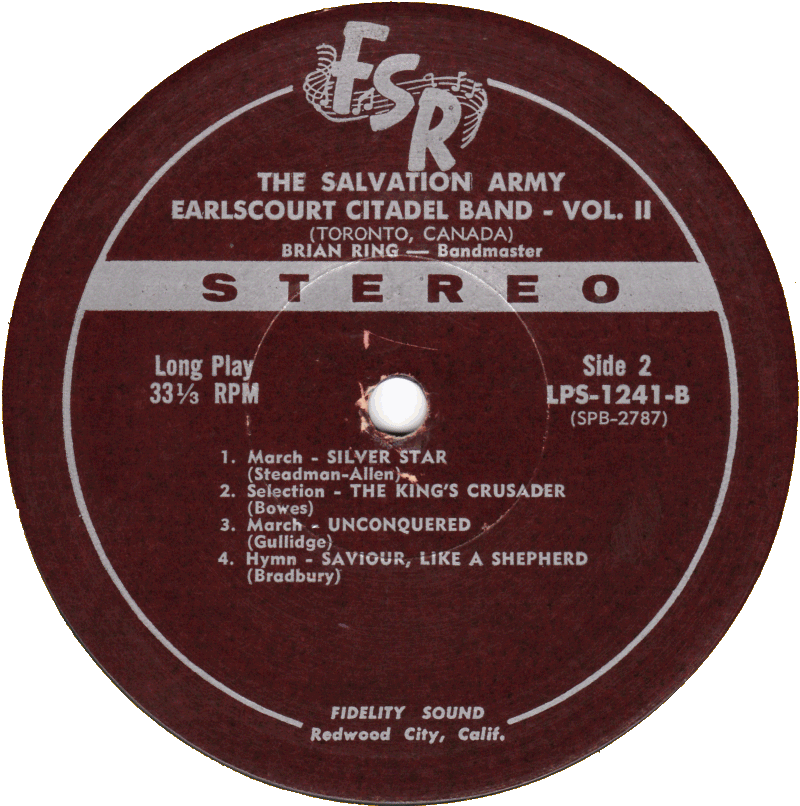 FSR
THE SALVATION ARMY
EARLSCOURT CITADEL BAND - VOL. II
(TORONTO, CANADA)
BRIAN RING — Bandmaster
STEREO
Long Play
33⅓ RPM
Side 2
LPS-1241-B
(SPB-2787)
1. March - SILVER STAR
(Steadman-Allen)
2. Selection - THE KING'S CRUSADER
(Bowes)
3. March - UNCONQUERED
(Gullidge)
4. Hymn - SAVIOUR, LIKE A SHEPHERD
(Bradbury)
FIDELITY SOUND
Redwood City, Calif.